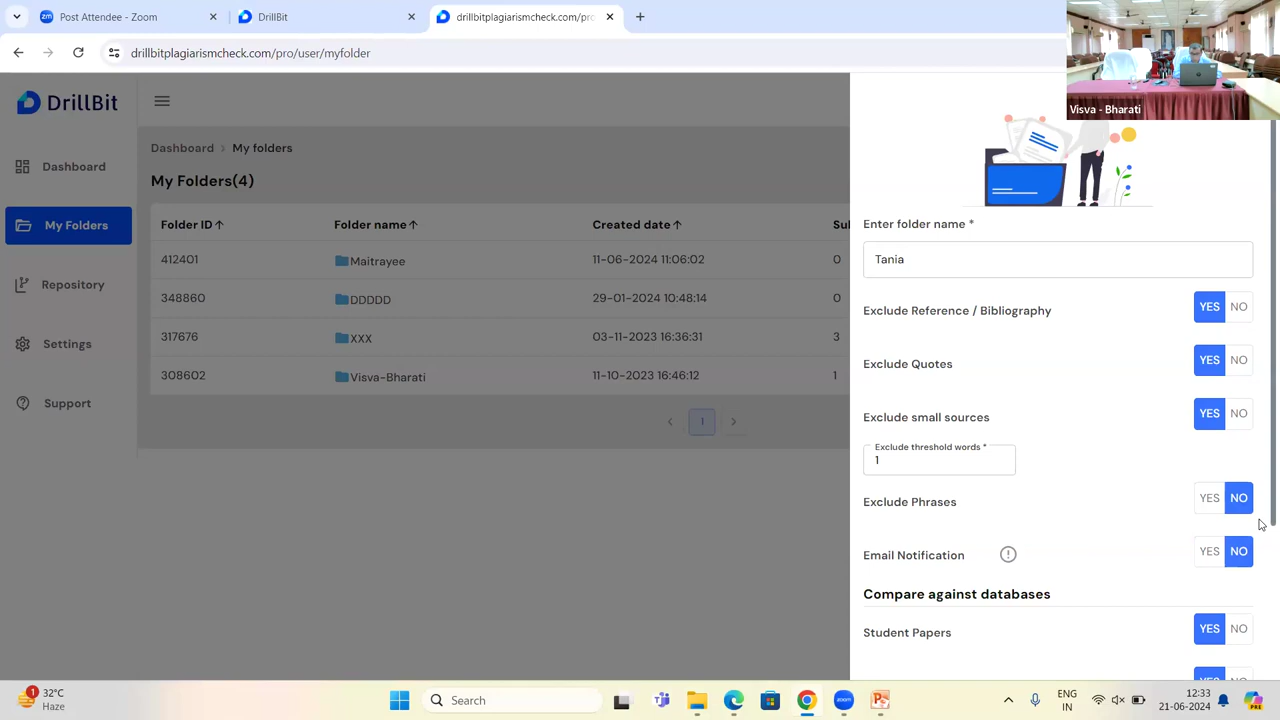 Post Attendee - Zoom
DrillBit
drillbitplagiarismcheck.com/pro
drillbitplagiarismcheck.com/pro/user/myfolder
Visva - Bharati
DrillBit
Dashboard
My Folders
Repository
Settings
Support
Dashboard > My folders
My Folders(4)
Folder ID↑ Folder name↑ Created date↑ Su
412401 Maitrayee 11-06-2024 11:06:02 0
348860 DDDDD 29-01-2024 10:48:14 0
317676 XXX 03-11-2023 16:36:31 3
308602 Visva-Bharati 11-10-2023 16:46:12 1
< 1 >
Enter folder name *
Tania
Exclude Reference / Bibliography YES NO
Exclude Quotes YES NO
Exclude small sources YES NO
Exclude threshold words *
1
Exclude Phrases YES NO
Email Notification YES NO
Compare against databases
Student Papers YES NO
YES NO
1
32°C
Haze
Search
ENG
IN
12:33
21-06-2024
PRE